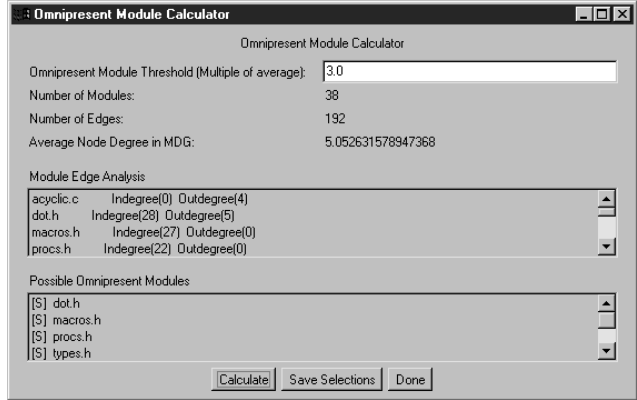 Omnipresent Module Calculator
Omnipresent Module Calculator
Omnipresent Module Threshold (Multiple of average): 3.0
Number of Modules: 38
Number of Edges: 192
Average Node Degree in MDG: 5.052631578947368
Module Edge Analysis
acyclic.c Indegree(0) Outdegree(4)
dot.h Indegree(28) Outdegree(5)
macros.h Indegree(27) Outdegree(0)
procs.h Indegree(22) Outdegree(0)
Possible Omnipresent Modules
[S] dot.h
[S] macros.h
[S] procs.h
[S] types.h
Calculate Save Selections Done